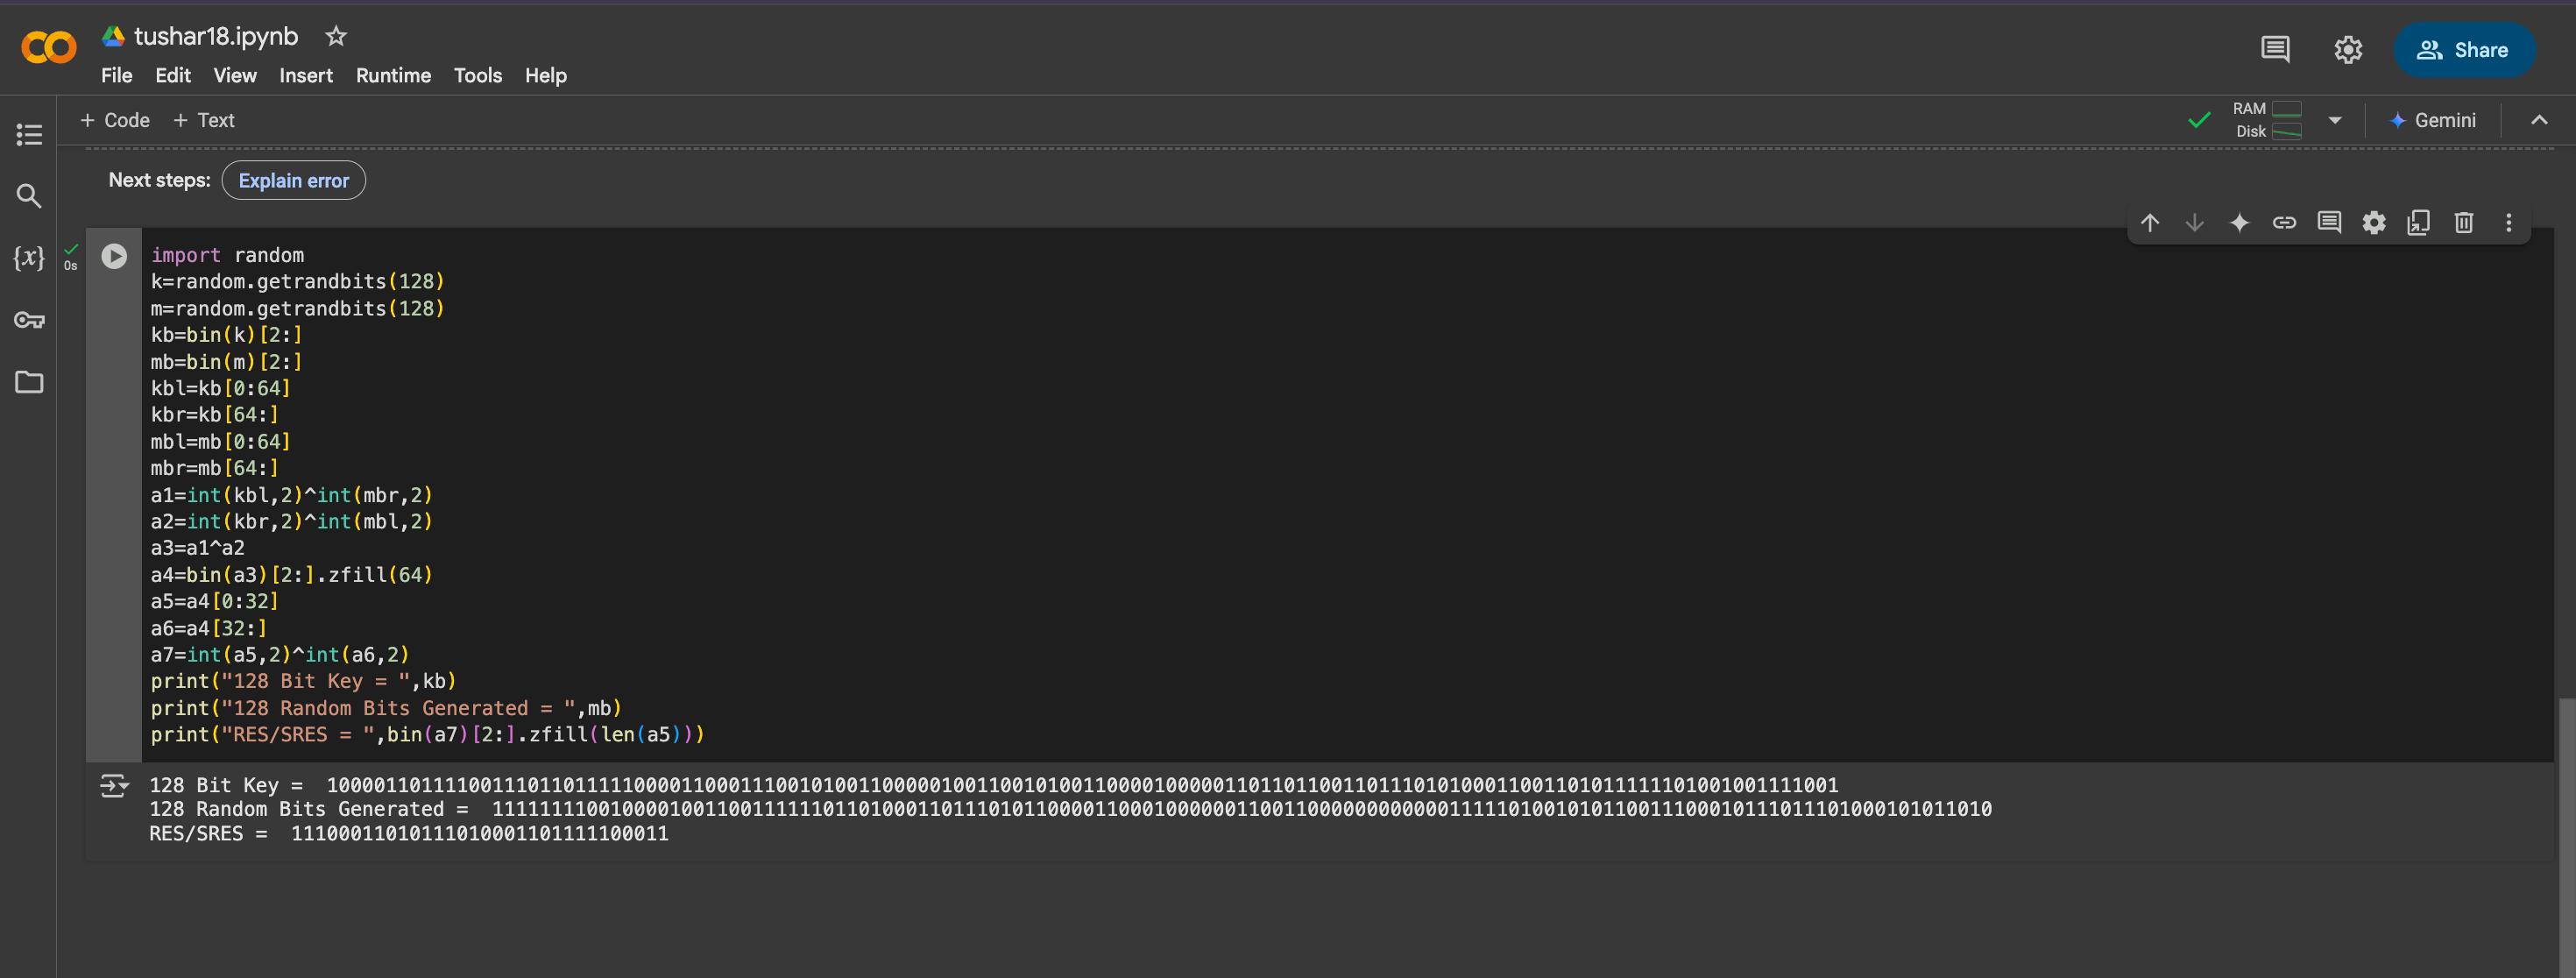 tushar18.ipynb
File Edit View Insert Runtime Tools Help
Share
+ Code + Text
RAM
Disk
Gemini
Next steps: Explain error
{x}
0s
import random
k=random.getrandbits(128)
m=random.getrandbits(128)
kb=bin(k)[2:]
mb=bin(m)[2:]
kbl=kb[0:64]
kbr=kb[64:]
mbl=mb[0:64]
mbr=mb[64:]
a1=int(kbl,2)^int(mbr,2)
a2=int(kbr,2)^int(mbl,2)
a3=a1^a2
a4=bin(a3)[2:].zfill(64)
a5=a4[0:32]
a6=a4[32:]
a7=int(a5,2)^int(a6,2)
print("128 Bit Key = ",kb)
print("128 Random Bits Generated = ",mb)
print("RES/SRES = ",bin(a7)[2:].zfill(len(a5)))
128 Bit Key =  10000110111100111011011111000011000111001010011000001001100101001100001000001101101100110111010100011001101011111101001001111001
128 Random Bits Generated =  1111111100100001001100111111011010001101110101100001100010000001100110000000000001111101001010110011100010111011101000101011010
RES/SRES =  11100011010111010001101111100011